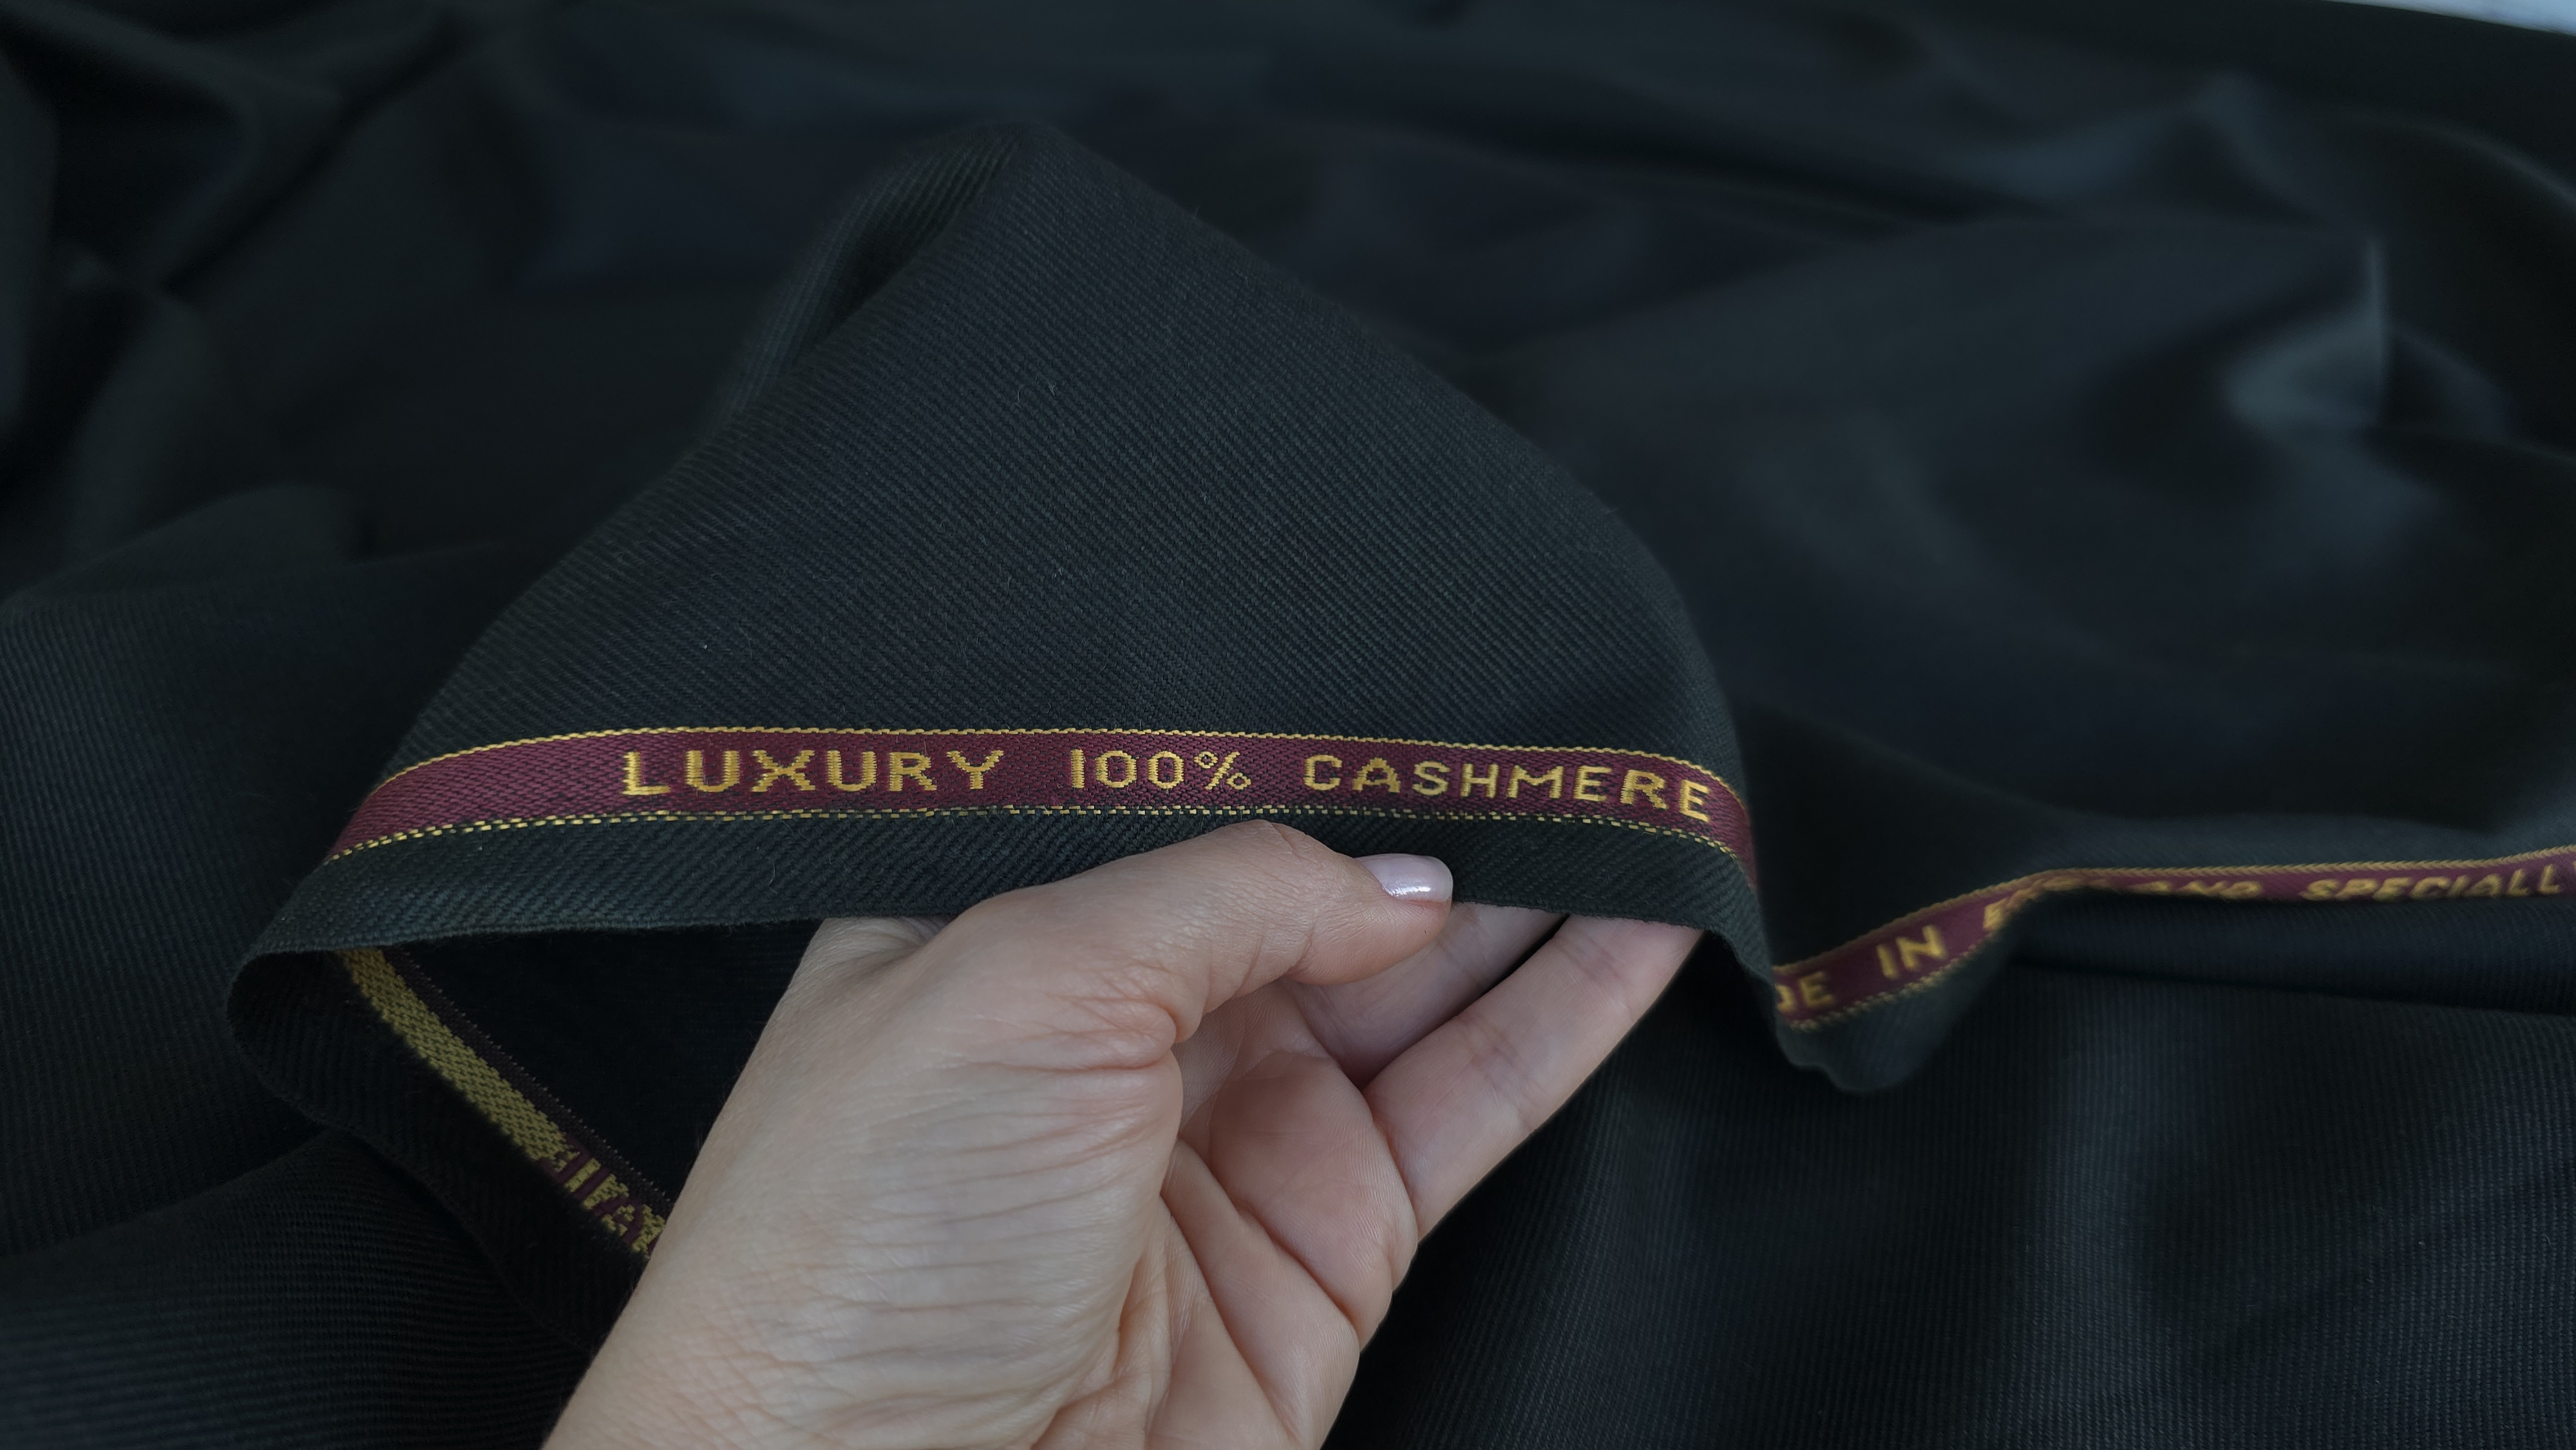 LUXURY 100% CASHMERE
DE IN
SPECIALL